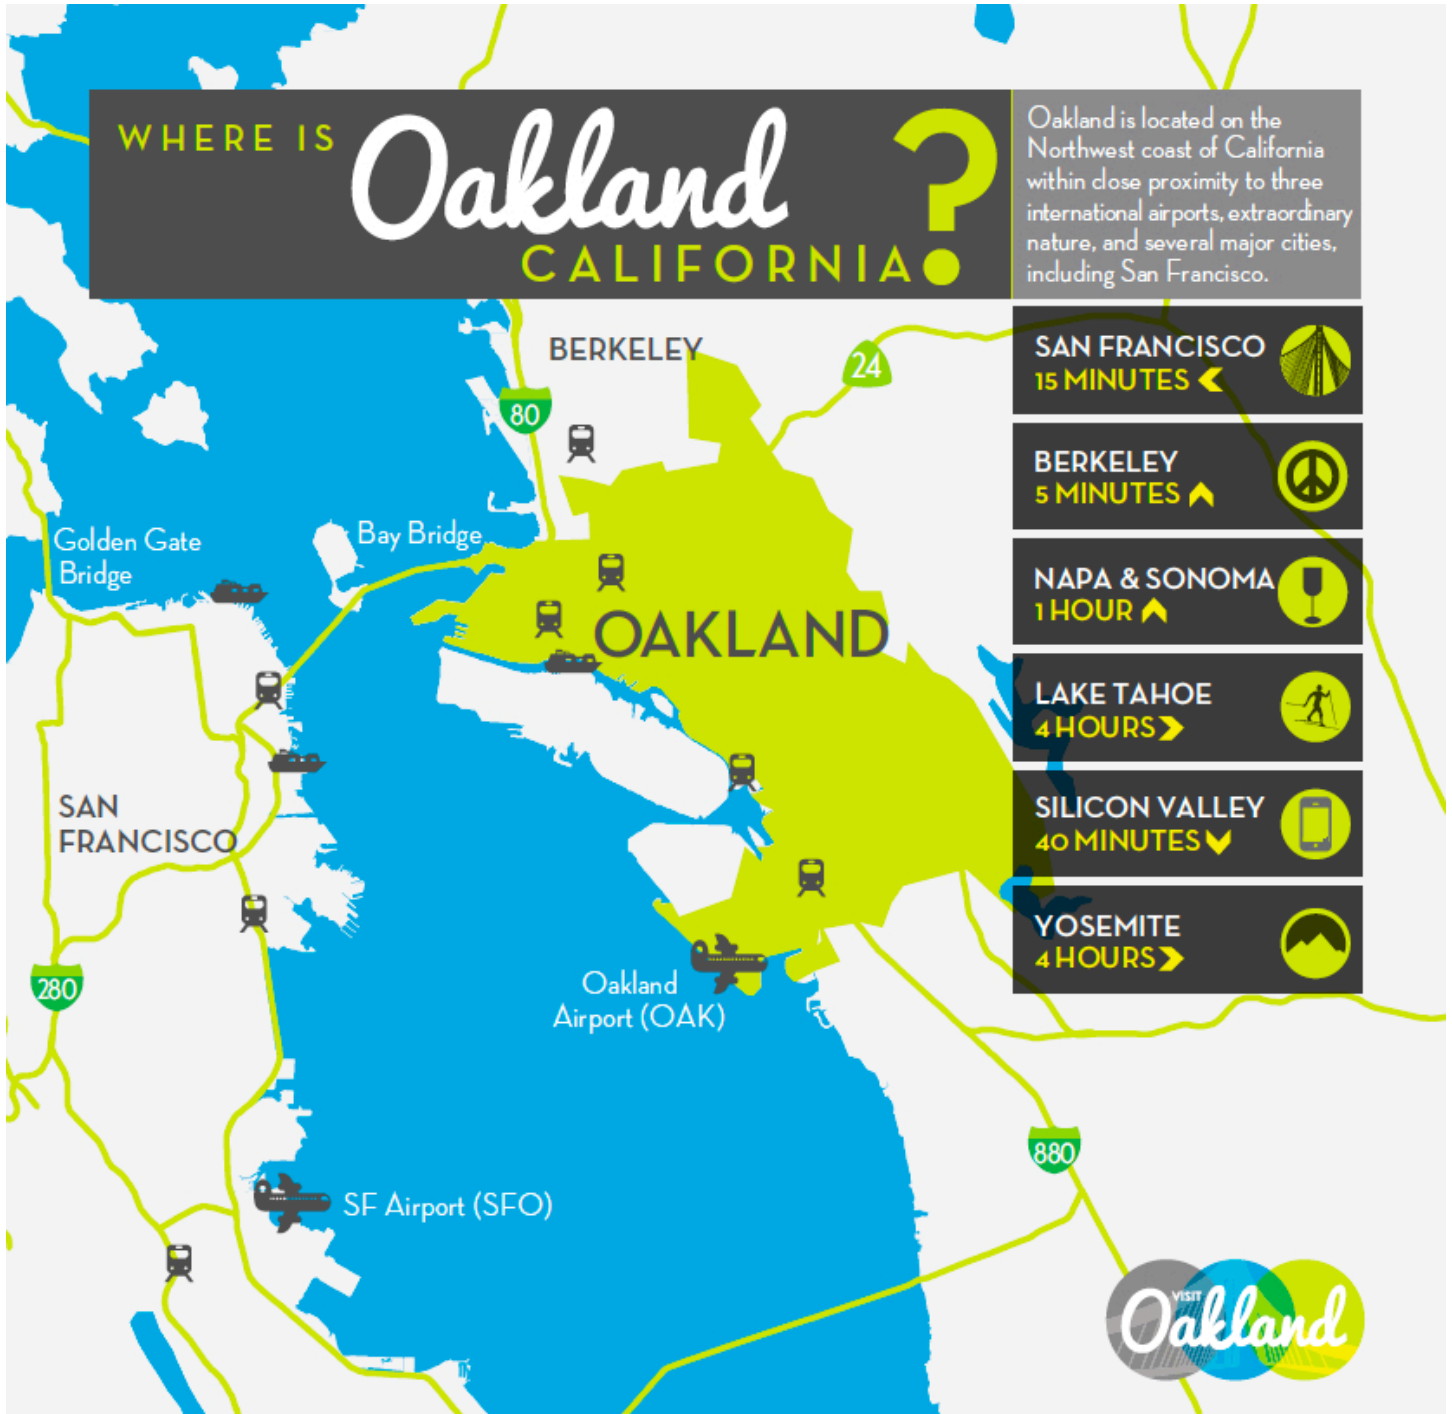 WHERE IS Oakland ?
CALIFORNIA
Oakland is located on the
Northwest coast of California
within close proximity to three
international airports, extraordinary
nature, and several major cities,
including San Francisco.
SAN FRANCISCO
15 MINUTES
BERKELEY
5 MINUTES
NAPA & SONOMA
1 HOUR
LAKE TAHOE
4 HOURS
SILICON VALLEY
40 MINUTES
YOSEMITE
4 HOURS
BERKELEY
24
80
Golden Gate
Bridge
Bay Bridge
OAKLAND
SAN
FRANCISCO
280
Oakland
Airport (OAK)
880
SF Airport (SFO)
VISIT
Oakland